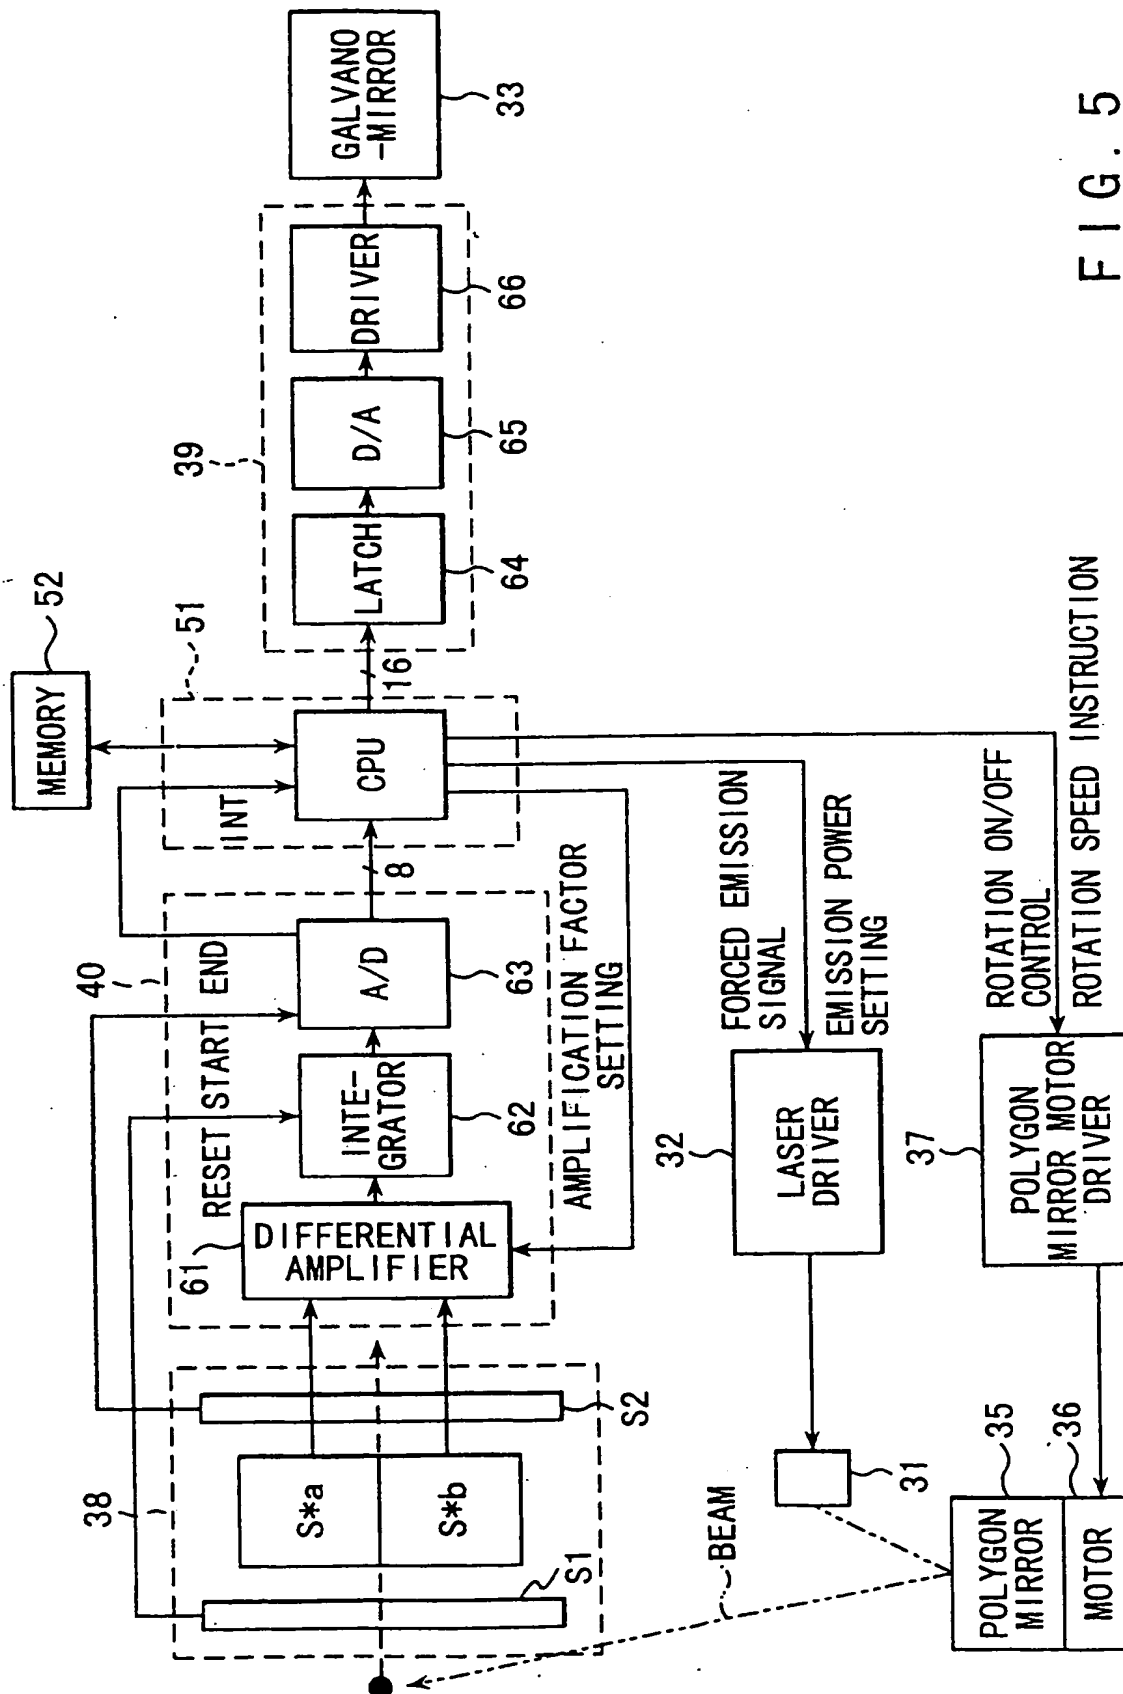 GALVANO
-MIRROR
33
39
DRIVER
66
D/A
65
LATCH
64
16
MEMORY
52
51
INT
CPU
8
40
RESET START END
A/D
63
INTE-
GRATOR
62
61
DIFFERENTIAL
AMPLIFIER
AMPLIFICATION FACTOR
SETTING
38
S*a
S*b
S1
S2
FORCED EMISSION
SIGNAL
EMISSION POWER
SETTING
32
LASER
DRIVER
31
BEAM
ROTATION ON/OFF
CONTROL
ROTATION SPEED INSTRUCTION
37
POLYGON
MIRROR MOTOR
DRIVER
35
36
POLYGON
MIRROR
MOTOR
FIG. 5